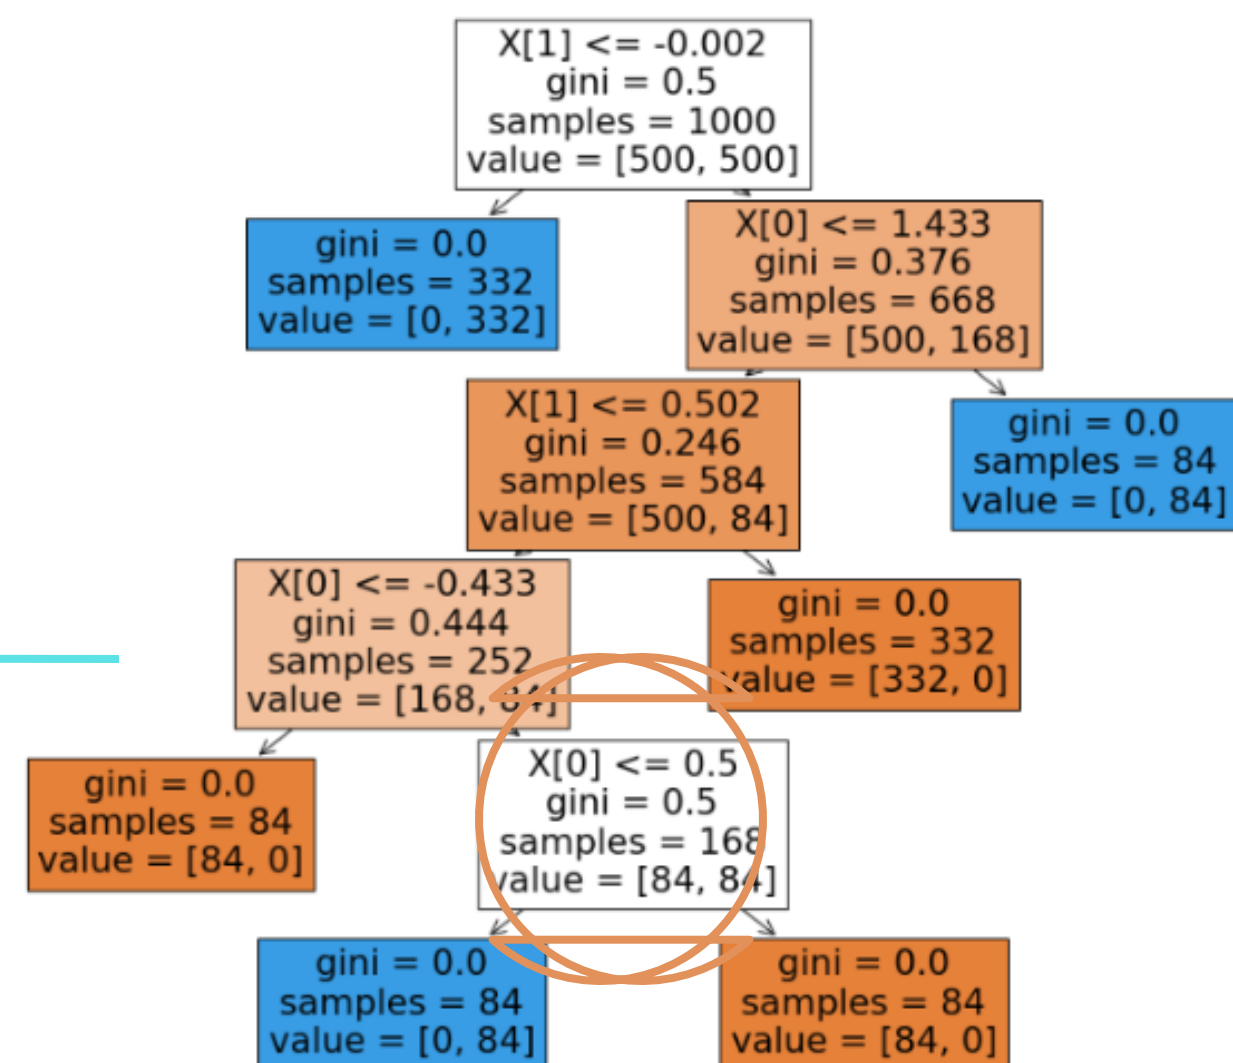 X[1] <= -0.002
gini = 0.5
samples = 1000
value = [500, 500]
gini = 0.0
samples = 332
value = [0, 332]
X[0] <= 1.433
gini = 0.376
samples = 668
value = [500, 168]
X[1] <= 0.502
gini = 0.246
samples = 584
value = [500, 84]
gini = 0.0
samples = 84
value = [0, 84]
X[0] <= -0.433
gini = 0.444
samples = 252
value = [168, 84]
gini = 0.0
samples = 332
value = [332, 0]
gini = 0.0
samples = 84
value = [84, 0]
X[0] <= 0.5
gini = 0.5
samples = 168
value = [84, 84]
gini = 0.0
samples = 84
value = [0, 84]
gini = 0.0
samples = 84
value = [84, 0]